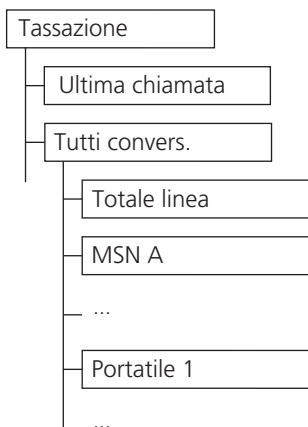 Tassazione
Ultima chiamata
Tutti convers.
Totale linea
MSN A
...
Portatile 1
...